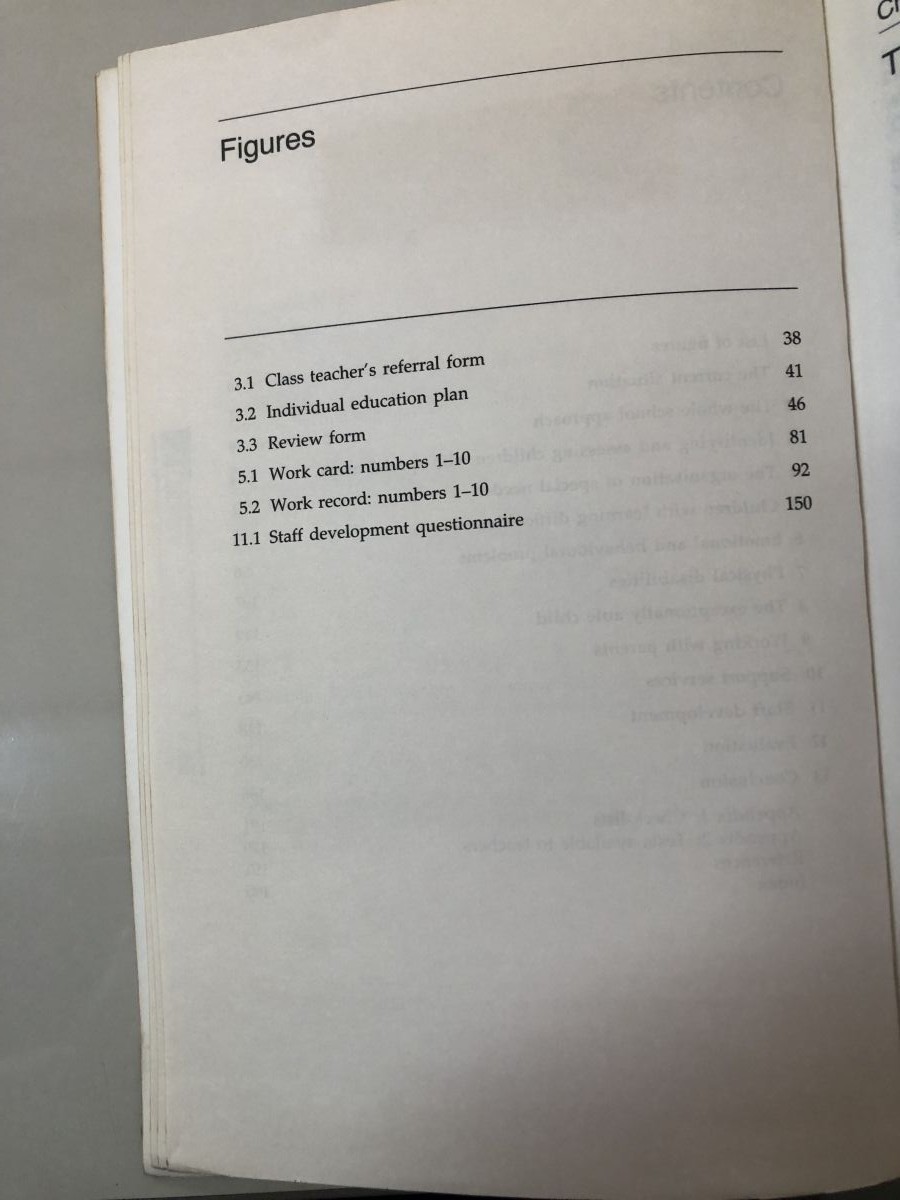 Figures
3.1 Class teacher's referral form 38
3.2 Individual education plan 41
3.3 Review form 46
5.1 Work card: numbers 1–10 81
5.2 Work record: numbers 1–10 92
11.1 Staff development questionnaire 150